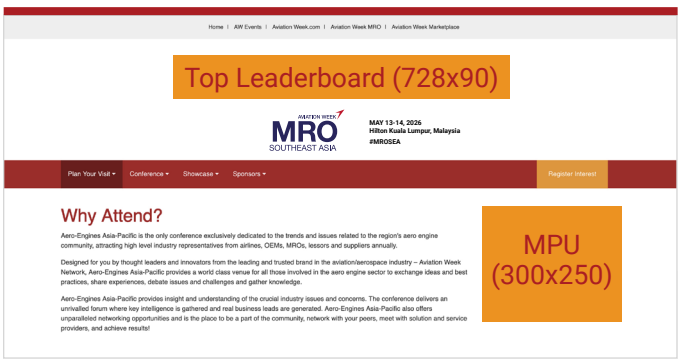 Home | AW Events | Aviation Week.com | Aviation Week MRO | Aviation Week Marketplace
Top Leaderboard (728x90)
AVIATION WEEK
MRO
SOUTHEAST ASIA
MAY 13-14, 2026
Hilton Kuala Lumpur, Malaysia
#MROSEA
Plan Your Visit Conference Showcase Sponsors Register Interest
Why Attend?
Aero-Engines Asia-Pacific is the only conference exclusively dedicated to the trends and issues related to the region's aero engine
community, attracting high level industry representatives from airlines, OEMs, MROs, lessors and suppliers annually.
Designed for you by thought leaders and innovators from the leading and trusted brand in the aviation/aerospace industry – Aviation Week
Network, Aero-Engines Asia-Pacific provides a world class venue for all those involved in the aero engine sector to exchange ideas and best
practices, share experiences, debate issues and challenges and gather knowledge.
Aero-Engines Asia-Pacific provides insight and understanding of the crucial industry issues and concerns. The conference delivers an
unrivalled forum where key intelligence is gathered and real business leads are generated. Aero-Engines Asia-Pacific also offers
unparalleled networking opportunities and is the place to be a part of the community, network with your peers, meet with solution and service
providers, and achieve results!
MPU
(300x250)